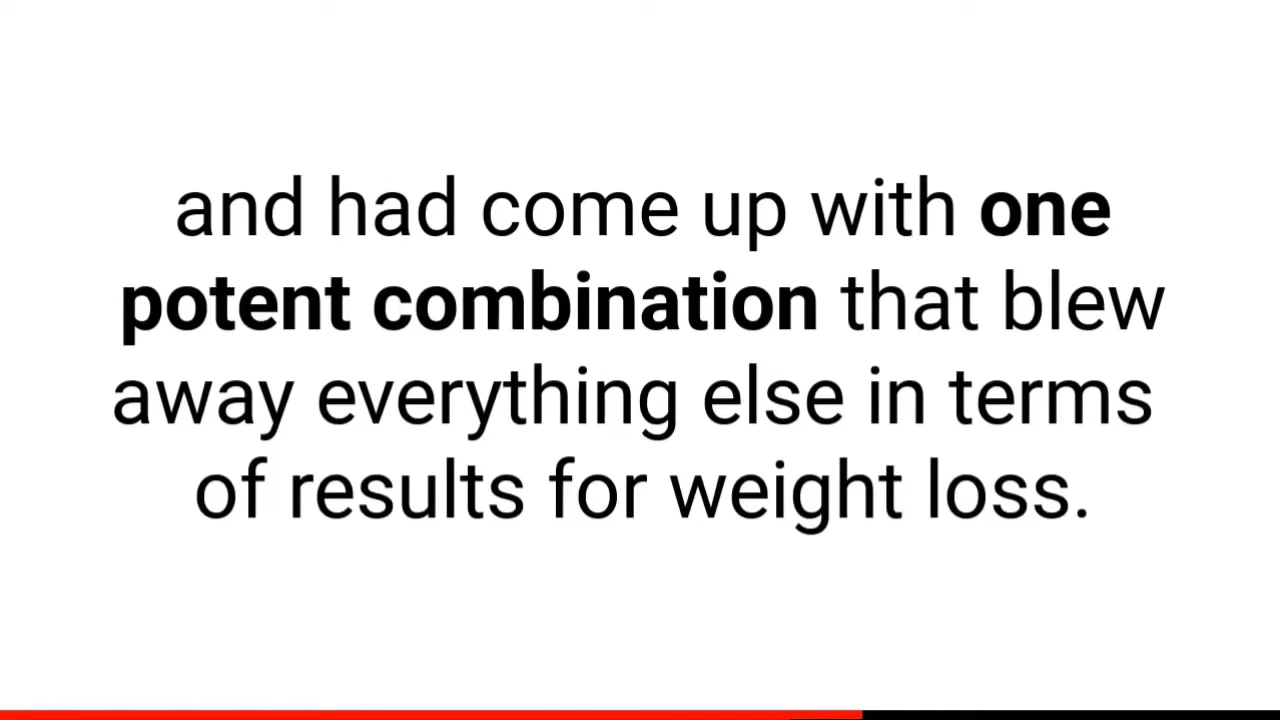 and had come up with one
potent combination that blew
away everything else in terms
of results for weight loss.